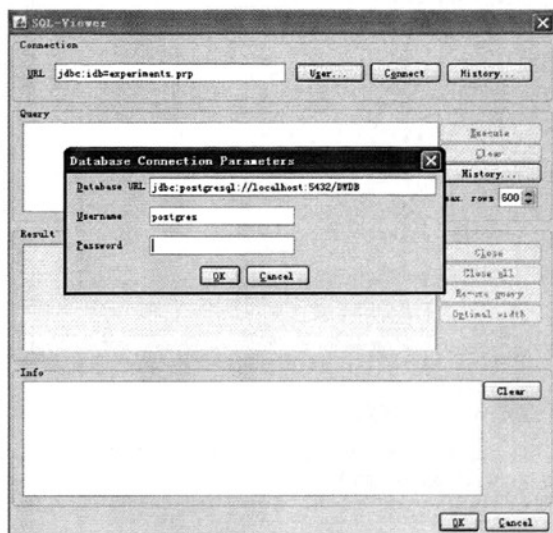 SQL-Viewer
Connection
URL jdbc:idb=experiments.prp User... Connect History...
Query
Execute
Clear
History...
max. rows 600
Database Connection Parameters
Database URL jdbc:postgresql://localhost:5432/DWDB
Username postgres
Password
OK Cancel
Result
Close
Close all
Re-use query
Optimal width
Info
Clear
OK Cancel